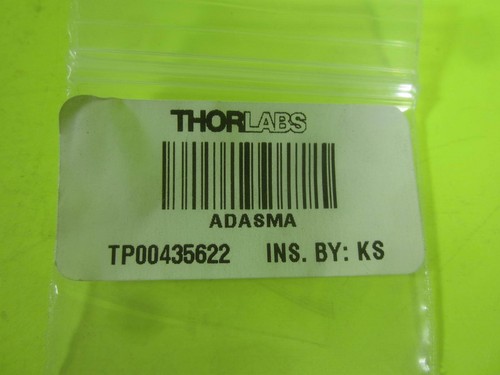 THORLABS
ADASMA
TP00435622 INS. BY: KS